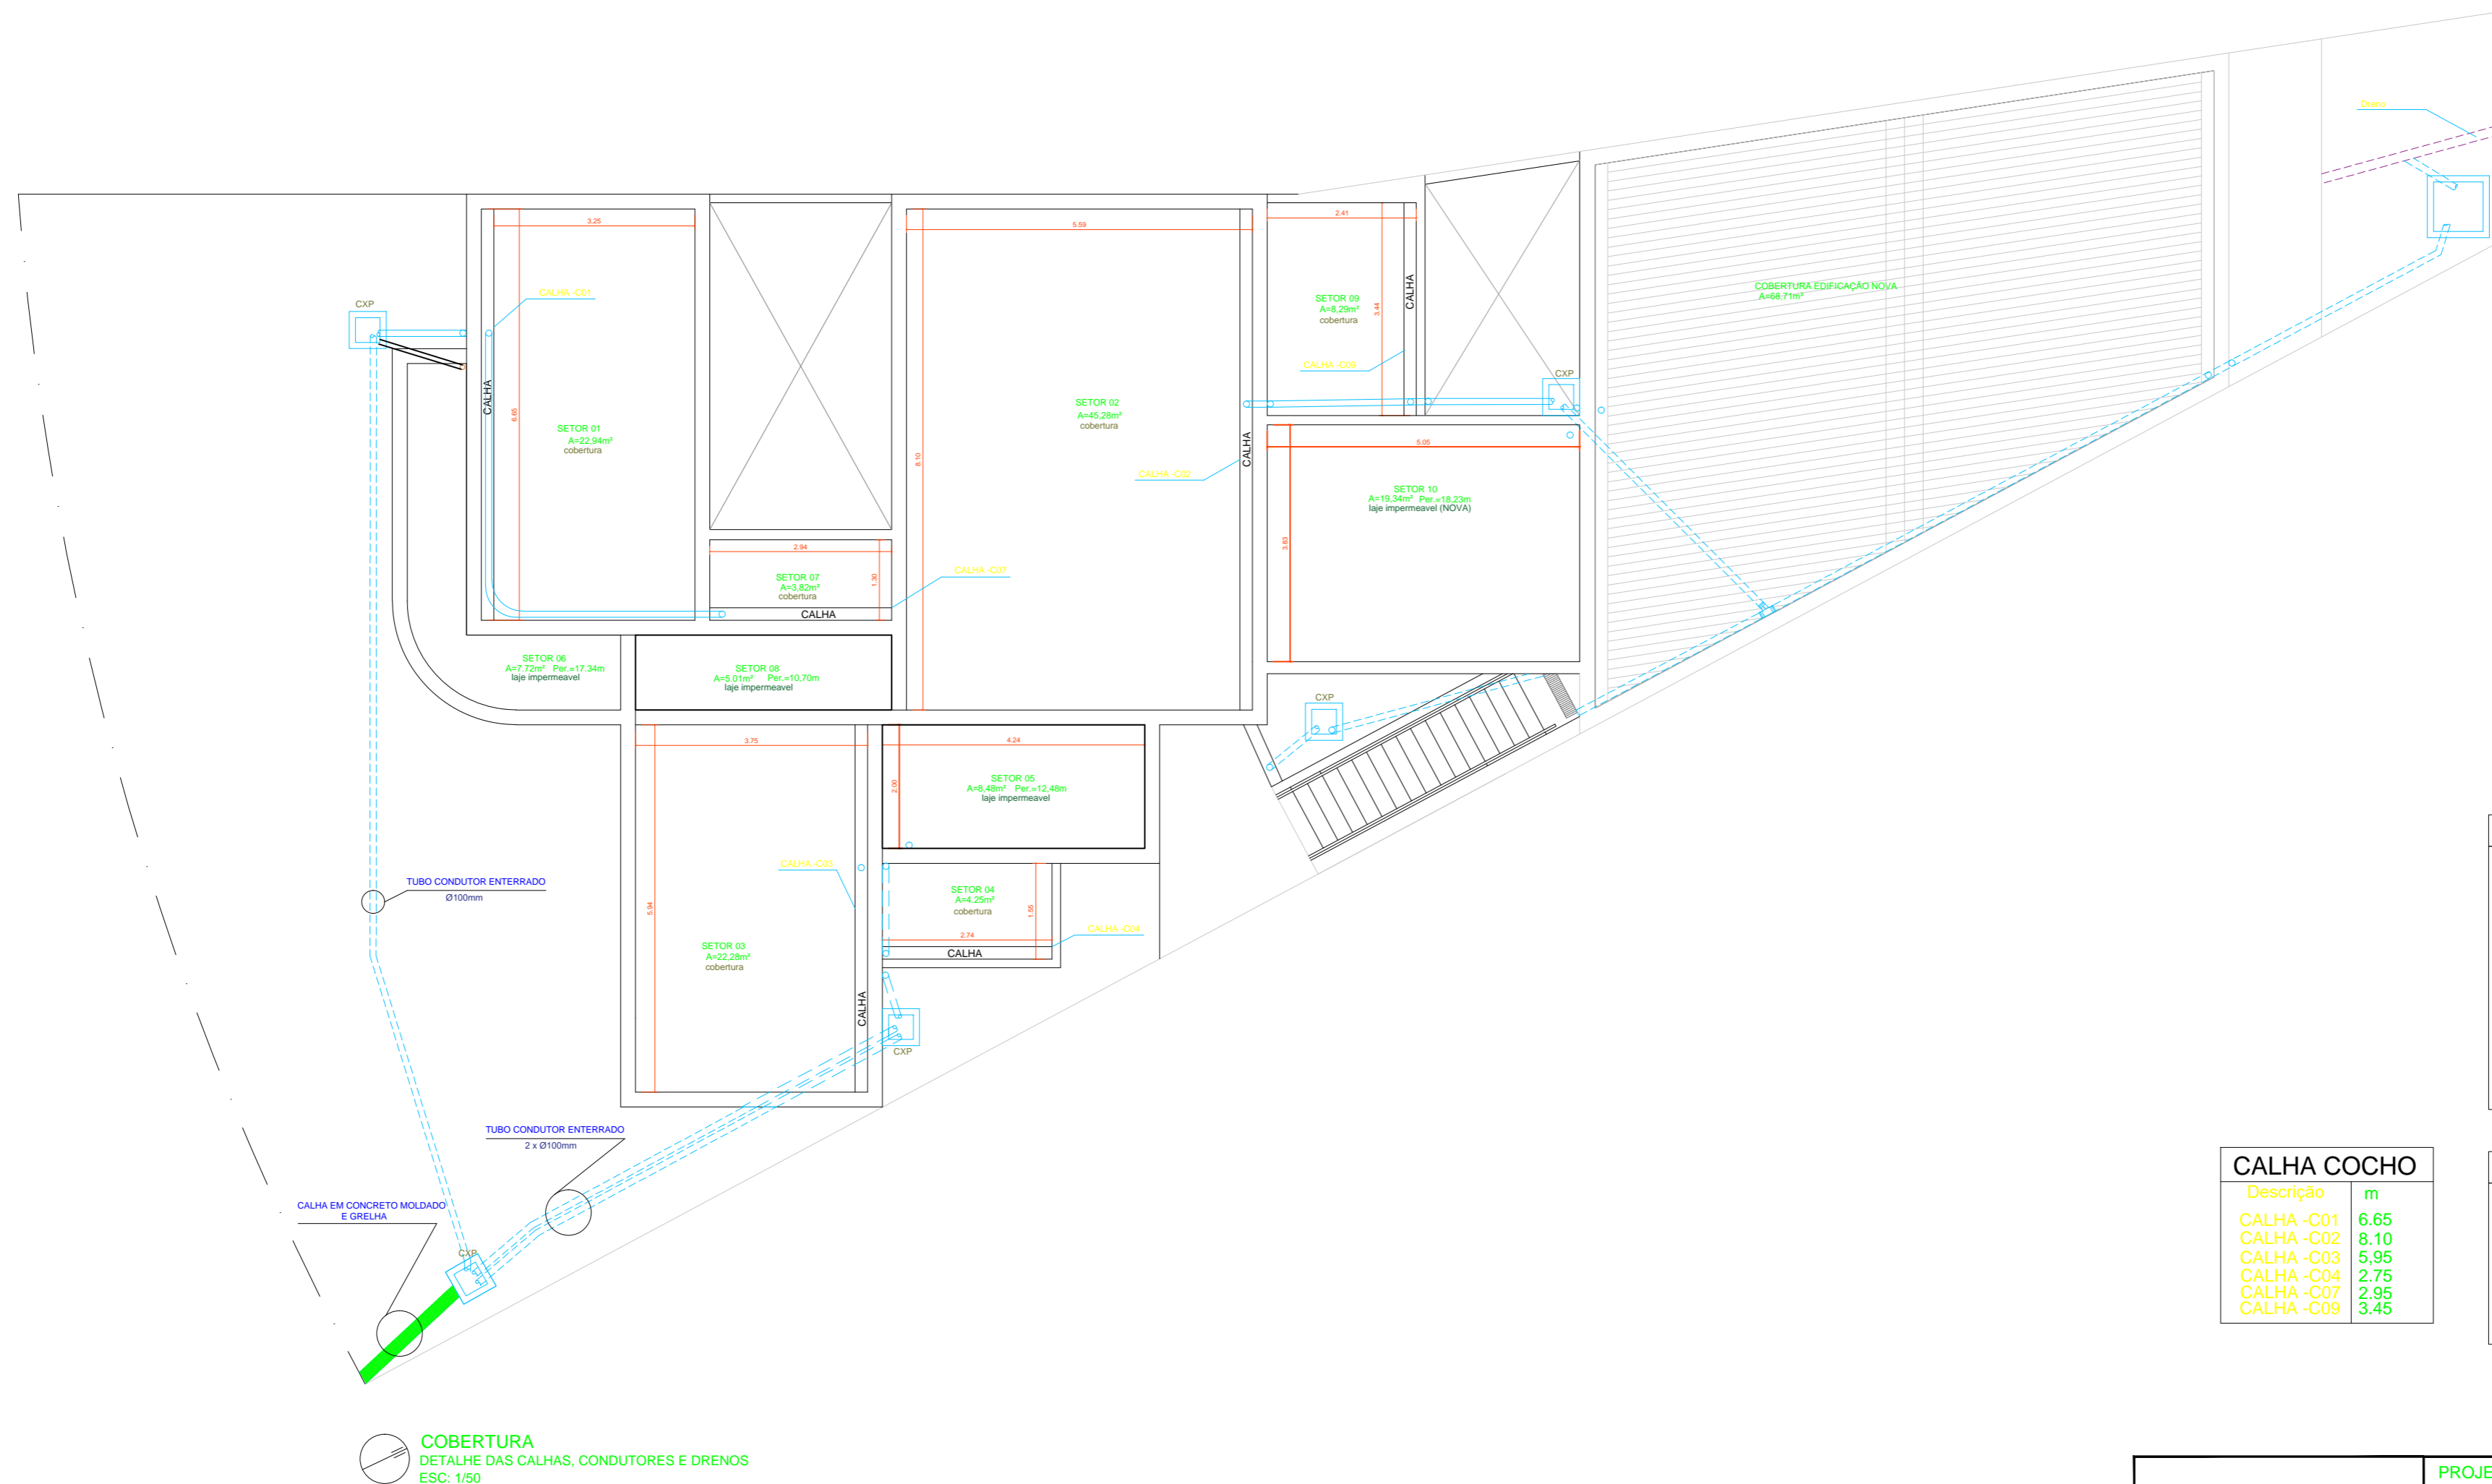 Dreno
3.25
5.59
2.41
CXP
CALHA -C01
SETOR 09
A=8,29m²
cobertura
3.44
CALHA
COBERTURA EDIFICAÇÃO NOVA
A=68,71m²
CALHA -C09
CXP
CALHA
6.65
SETOR 01
A=22,94m²
cobertura
SETOR 02
A=45,28m²
cobertura
8.10
CALHA
CALHA -C02
5.05
SETOR 10
A=19,34m² Per.=18,23m
laje impermeavel (NOVA)
3.83
2.94
SETOR 07
A=3,82m²
cobertura
1.30
CALHA
CALHA -C07
SETOR 06
A=7.72m² Per.=17.34m
laje impermeavel
SETOR 08
A=5.01m² Per.=10,70m
laje impermeavel
CXP
3.75
4.24
2.00
SETOR 05
A=8,48m² Per.=12,48m
laje impermeavel
CALHA -C03
TUBO CONDUTOR ENTERRADO
Ø100mm
5.94
SETOR 04
A=4,25m²
cobertura
1.55
2.74
CALHA
CALHA -C04
SETOR 03
A=22,28m²
cobertura
CALHA
CXP
TUBO CONDUTOR ENTERRADO
2 x Ø100mm
CALHA EM CONCRETO MOLDADO
E GRELHA
CXP
CALHA COCHO
Descrição m
CALHA -C01 6.65
CALHA -C02 8.10
CALHA -C03 5,95
CALHA -C04 2.75
CALHA -C07 2.95
CALHA -C09 3.45
COBERTURA
DETALHE DAS CALHAS, CONDUTORES E DRENOS
ESC: 1/50
PROJE